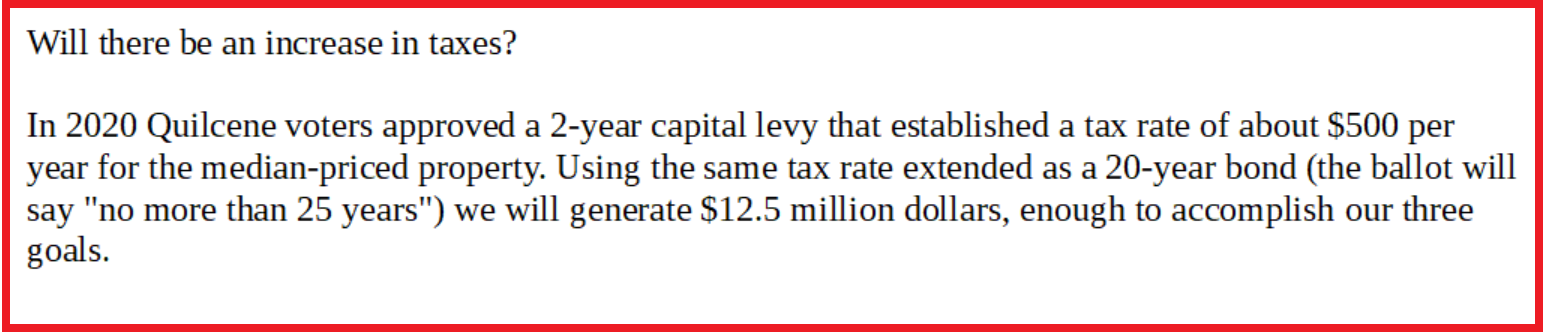 Will there be an increase in taxes?
In 2020 Quilcene voters approved a 2-year capital levy that established a tax rate of about $500 per
year for the median-priced property. Using the same tax rate extended as a 20-year bond (the ballot will
say "no more than 25 years") we will generate $12.5 million dollars, enough to accomplish our three
goals.